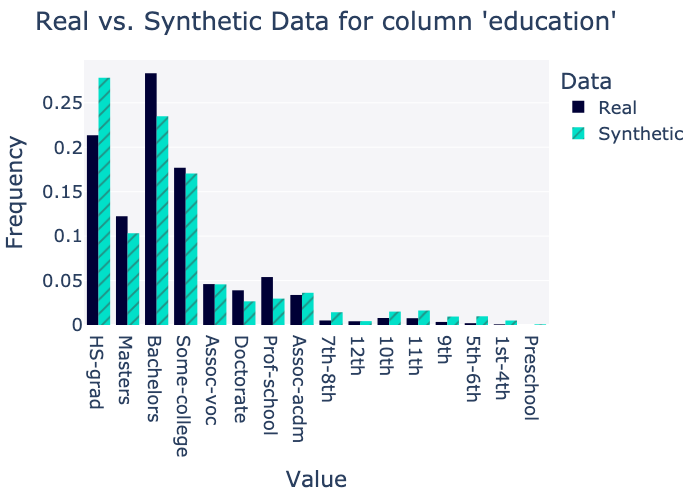 Real vs. Synthetic Data for column 'education'
Data
Real
Synthetic
Frequency
0.25
0.2
0.15
0.1
0.05
0
HS-grad
Masters
Bachelors
Some-college
Assoc-voc
Doctorate
Prof-school
Assoc-acdm
7th-8th
12th
10th
11th
9th
5th-6th
1st-4th
Preschool
Value